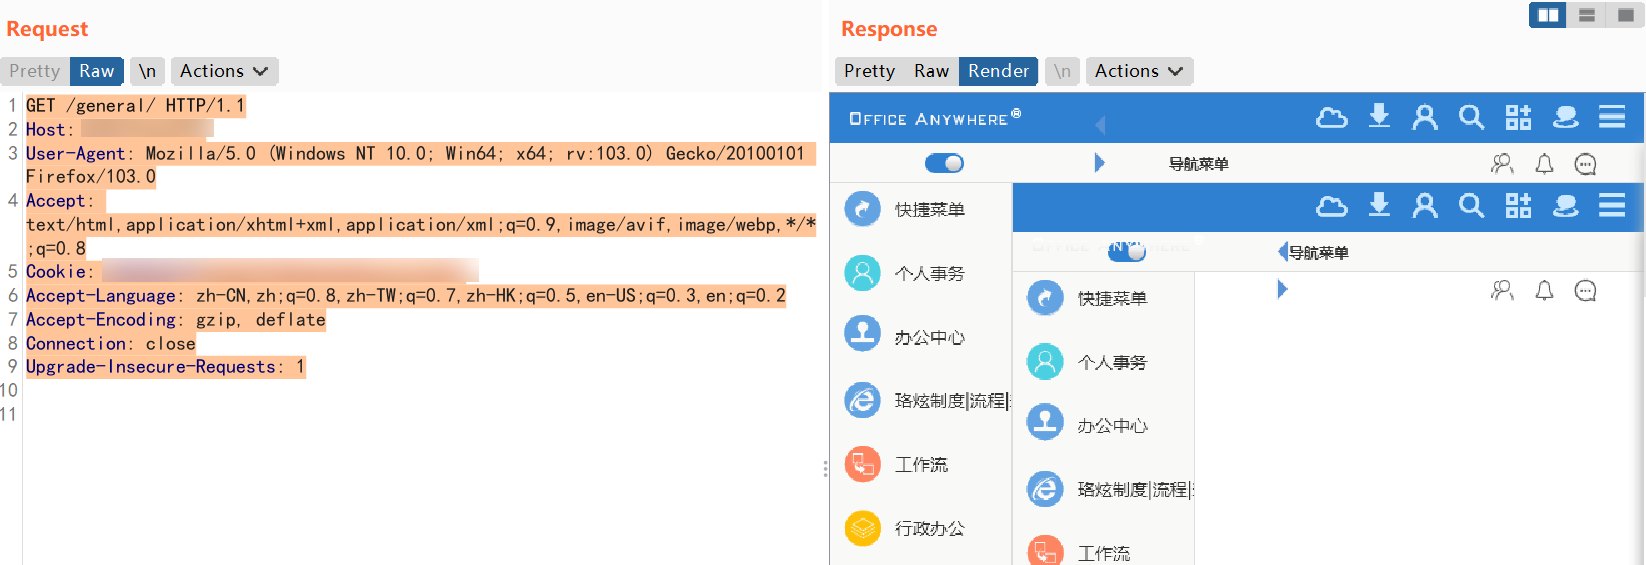 Request
Pretty Raw \n Actions
1 GET /general/ HTTP/1.1
2 Host:
3 User-Agent: Mozilla/5.0 (Windows NT 10.0; Win64; x64; rv:103.0) Gecko/20100101
Firefox/103.0
4 Accept:
text/html,application/xhtml+xml,application/xml;q=0.9,image/avif,image/webp,*/*
;q=0.8
5 Cookie:
6 Accept-Language: zh-CN,zh;q=0.8,zh-TW;q=0.7,zh-HK;q=0.5,en-US;q=0.3,en;q=0.2
7 Accept-Encoding: gzip, deflate
8 Connection: close
9 Upgrade-Insecure-Requests: 1
10
11
Response
Pretty Raw Render \n Actions
OFFICE ANYWHERE®
导航菜单
快捷菜单
个人事务
办公中心
珞炫制度|流程|
工作流
行政办公
OFFICE ANYWHERE®
导航菜单
快捷菜单
个人事务
办公中心
珞炫制度|流程|
工作流